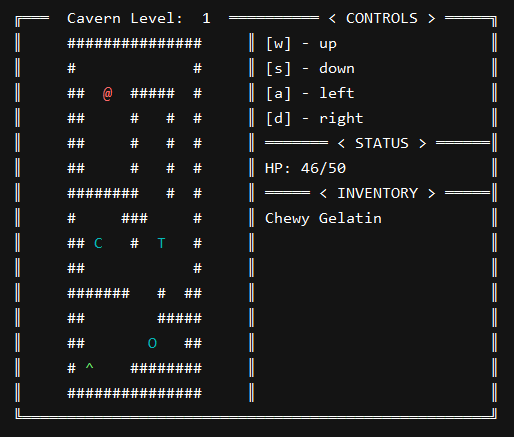 ╔═══  Cavern Level:  1  ══════════ < CONTROLS > ═════╗
║     ###############     ║ [w] - up                 ║
║     #             #     ║ [s] - down               ║
║     ##  @  #####  #     ║ [a] - left               ║
║     ##     #   #  #     ║ [d] - right              ║
║     ##     #   #  #     ║ ═══════ < STATUS > ══════║
║     ##     #   #  #     ║ HP: 46/50                ║
║     ########   #  #     ║ ═════ < INVENTORY > ═════║
║     #     ###     #     ║ Chewy Gelatin            ║
║     ## C   #  T   #     ║                          ║
║     ##            #     ║                          ║
║     #######   #  ##     ║                          ║
║     ##        #####     ║                          ║
║     ##       O   ##     ║                          ║
║     # ^    ########     ║                          ║
║     ###############     ║                          ║
╚════════════════════════════════════════════════════╝